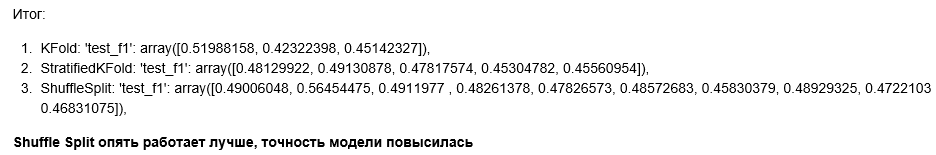 Итог:
1. KFold: 'test_f1': array([0.51988158, 0.42322398, 0.45142327]),
2. StratifiedKFold: 'test_f1': array([0.48129922, 0.49130878, 0.47817574, 0.45304782, 0.45560954]),
3. ShuffleSplit: 'test_f1': array([0.49006048, 0.56454475, 0.4911977 , 0.48261378, 0.47826573, 0.48572683, 0.45830379, 0.48929325, 0.4722103
0.46831075]),
Shuffle Split опять работает лучше, точность модели повысилась